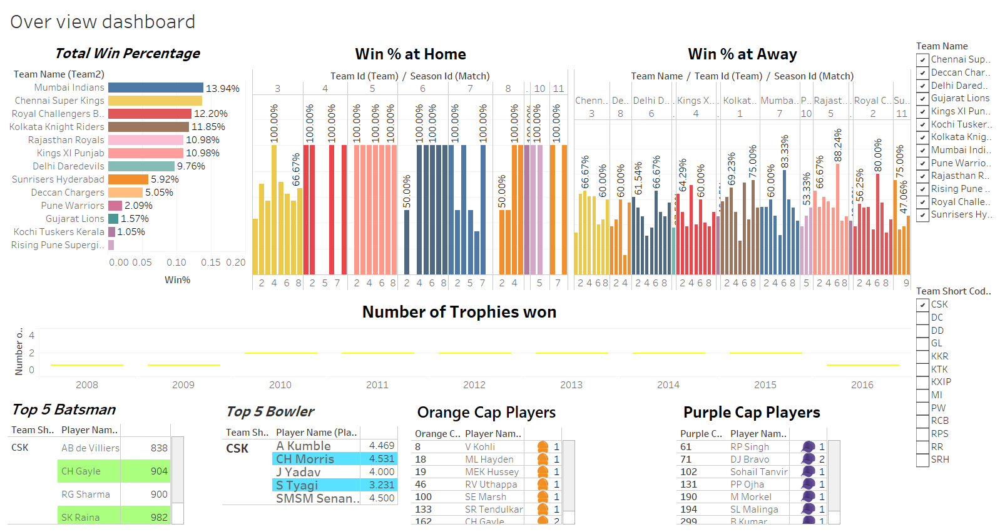 Over view dashboard
Total Win Percentage
Team Name (Team2)
Mumbai Indians 13.94%
Chennai Super Kings
Royal Challengers B.. 12.20%
Kolkata Knight Riders 11.85%
Rajasthan Royals 10.98%
Kings XI Punjab 10.98%
Delhi Daredevils 9.76%
Sunrisers Hyderabad 5.92%
Deccan Chargers 5.05%
Pune Warriors 2.09%
Gujarat Lions 1.57%
Kochi Tuskers Kerala 1.05%
Rising Pune Supergi..
0.00 0.05 0.10 0.15 0.20
Win%
Win % at Home
Team Id (Team) / Season Id (Match)
3 4 5 6 7 8 . 10 11
100.00% 66.67% 100.00% 100.00% 100.00% 100.00% 100.00% 100.00% 100.00% 50.00% 100.00% 100.00% 100.00% 100.00% 100.00% 50.00% 100.00% 100.00% 100.00% 100.00%
2 4 6 8 2 5 7 2 4 6 8 2 4 6 8 2 5 7 2 4 5 7
Win % at Away
Team Name / Team Id (Team) / Season Id (Match)
Chenn.. De.. Delhi D.. Kings X.. Kolkat.. Mumba.. P.. Rajast.. Royal C.. Su..
3 8 6 . 4 . 1 7 10 5 . 2 11
66.67% 60.00% 60.00% 61.54% 66.67% 64.29% 60.00% 69.23% 75.00% 60.00% 83.33% 53.33% 66.67% 88.24% 56.25% 80.00% 75.00% 47.06%
2 4 6 8 2 4 2 4 6 8 2 4 6 8 2 4 6 8 2 4 6 8 5 2 4 6 8 2 4 6 8 9
Team Name
Chennai Sup..
Deccan Char..
Delhi Dared..
Gujarat Lions
Kings XI Pun..
Kochi Tusker..
Kolkata Knig..
Mumbai Indi..
Pune Warrio..
Rajasthan R..
Rising Pune ..
Royal Challe..
Sunrisers Hy..
Number of Trophies won
Number o..
4
2
0
2008 2009 2010 2011 2012 2013 2014 2015 2016
Team Short Cod..
CSK
DC
DD
GL
KKR
KTK
KXIP
MI
PW
RCB
RPS
RR
SRH
Top 5 Batsman
Team Sh.. Player Nam..
CSK AB de Villiers 838
CH Gayle 904
RG Sharma 900
SK Raina 982
Top 5 Bowler
Team Sh.. Player Name (Pla..
CSK A Kumble 4.469
CH Morris 4.531
J Yadav 4.000
S Tyagi 3.231
SMSM Senan.. 4.500
Orange Cap Players
Orange C.. Player Nam..
8 V Kohli 1
18 ML Hayden 1
19 MEK Hussey 1
46 RV Uthappa 1
100 SE Marsh 1
133 SR Tendulkar 1
162 CH Gayle 2
Purple Cap Players
Purple C.. Player Nam..
61 RP Singh 1
71 DJ Bravo 2
102 Sohail Tanvir 1
131 PP Ojha 1
190 M Morkel 1
194 SL Malinga 1
299 B Kumar 1